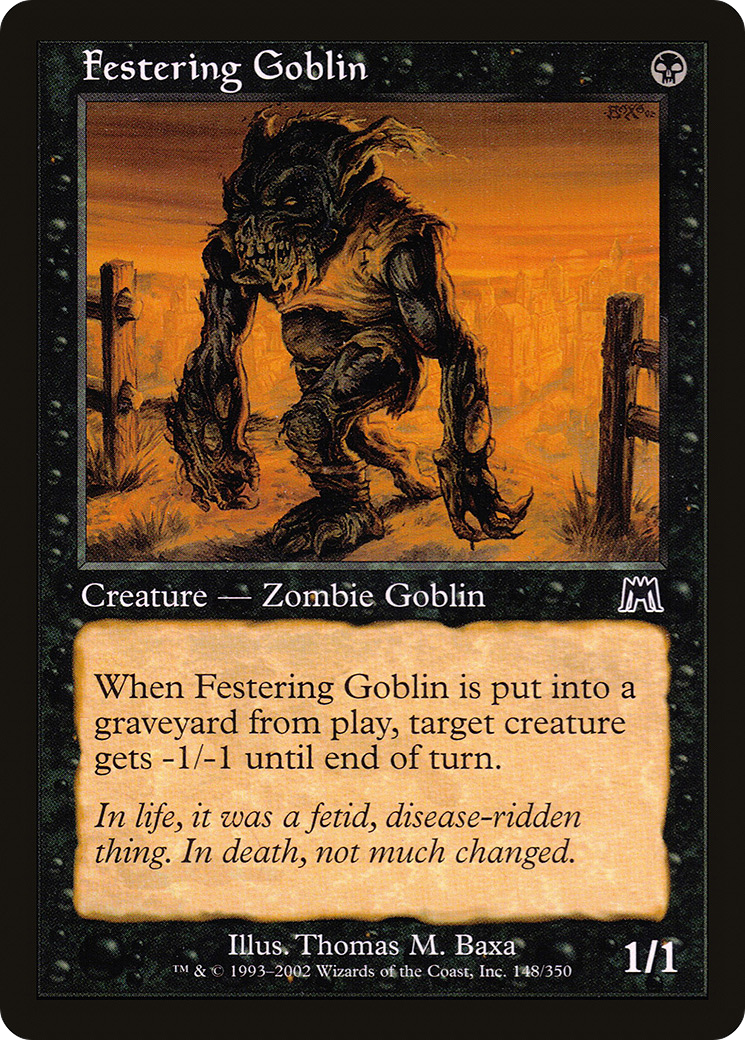 Festering Goblin
BAXA 02
Creature — Zombie Goblin
When Festering Goblin is put into a
graveyard from play, target creature
gets -1/-1 until end of turn.
In life, it was a fetid, disease-ridden
thing. In death, not much changed.
Illus. Thomas M. Baxa
™ & © 1993–2002 Wizards of the Coast, Inc. 148/350
1/1